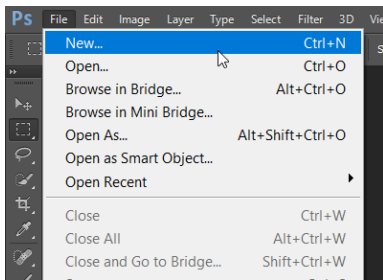 Ps File Edit Image Layer Type Select Filter 3D
New... Ctrl+N
Open... Ctrl+O
Browse in Bridge... Alt+Ctrl+O
Browse in Mini Bridge...
Open As... Alt+Shift+Ctrl+O
Open as Smart Object...
Open Recent
Close Ctrl+W
Close All Alt+Ctrl+W
Close and Go to Bridge... Shift+Ctrl+W